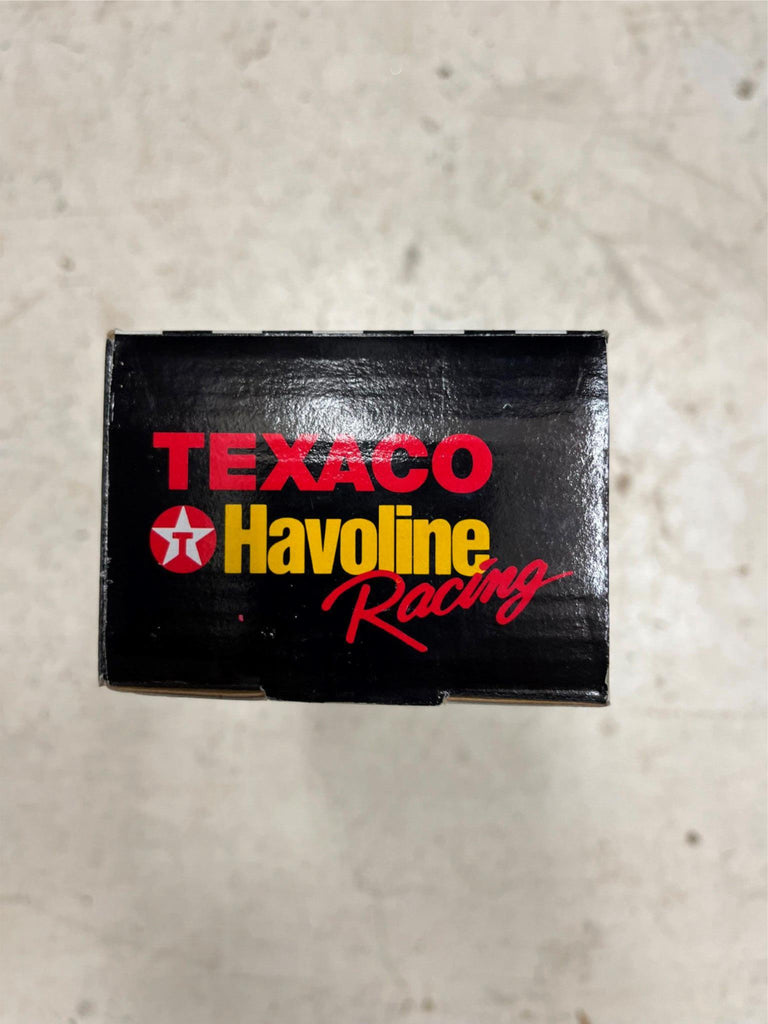 TEXACO
T Havoline
Racing